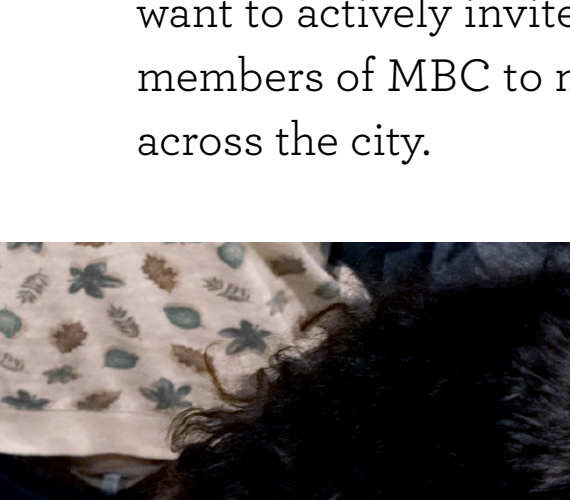 want to actively invite
members of MBC to
across the city.